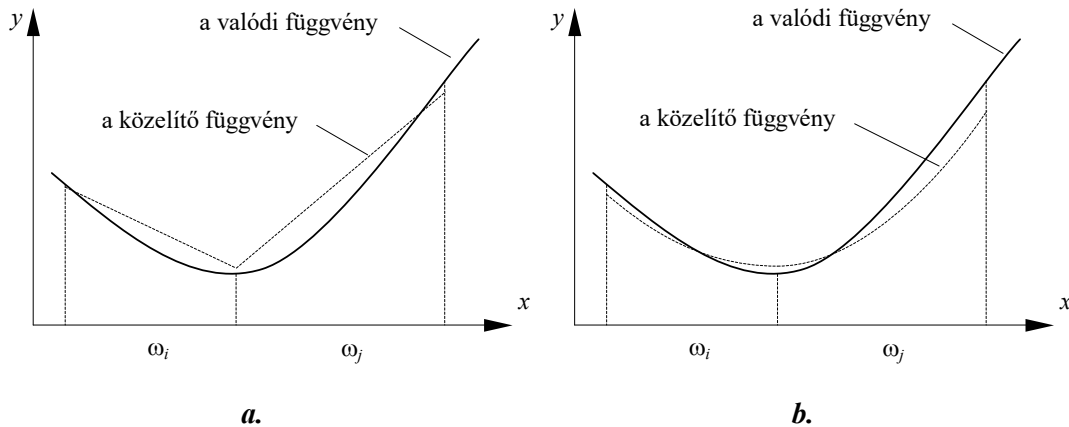 y
a valódi függvény
a közelítő függvény
x
ωi
ωj
a.
y
a valódi függvény
a közelítő függvény
x
ωi
ωj
b.